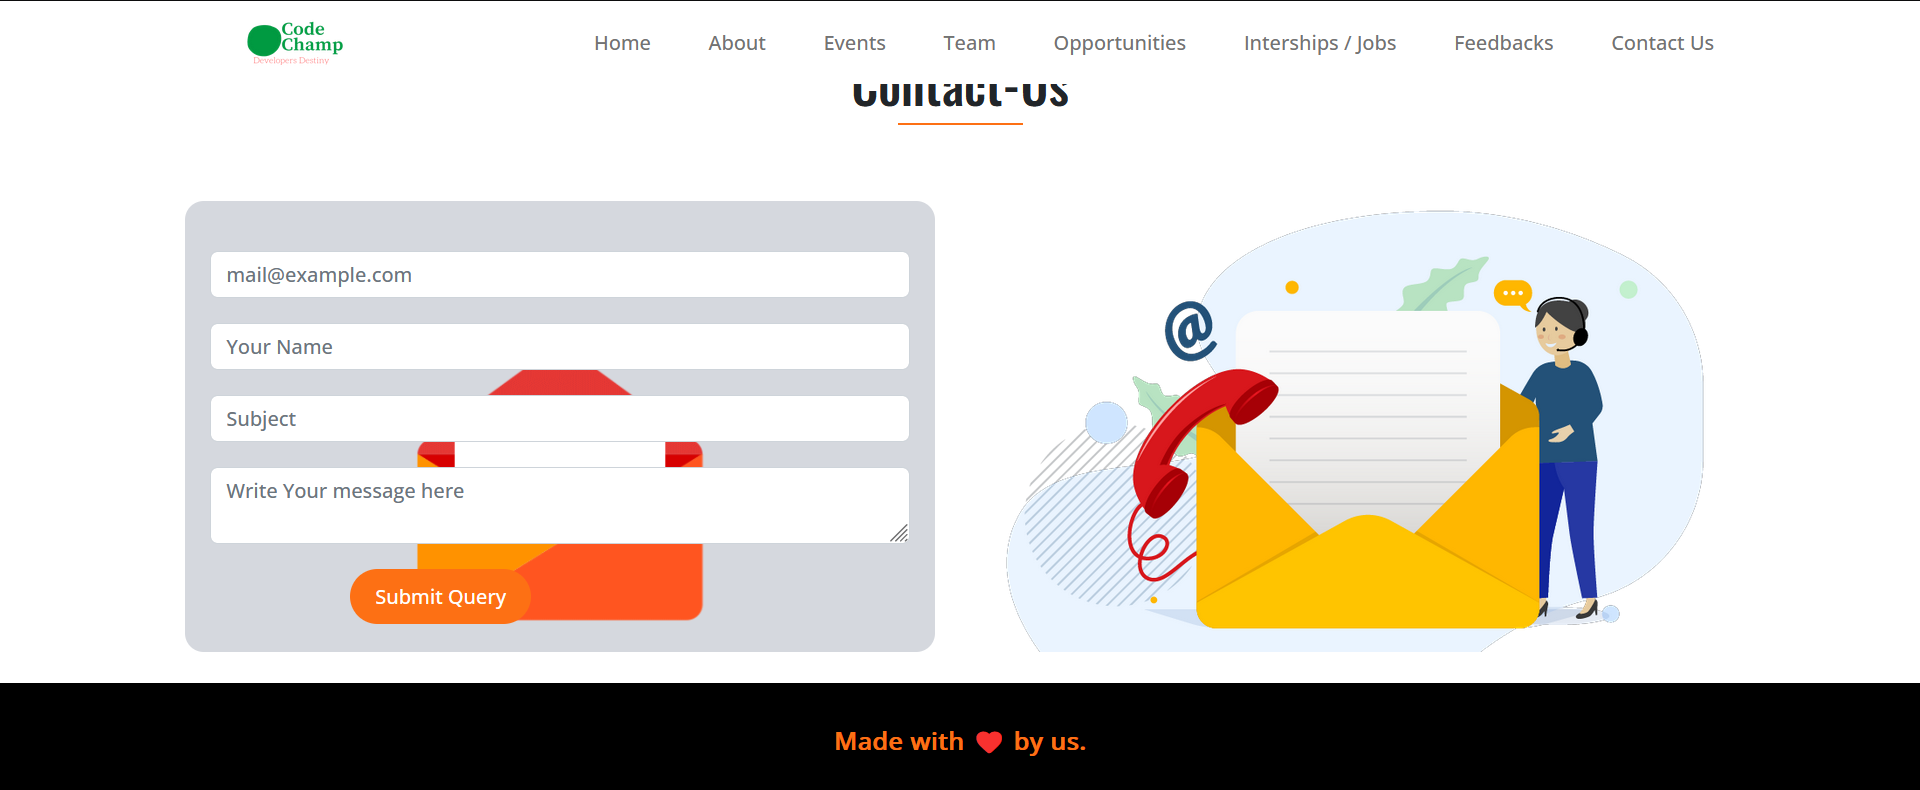 Code
Champ
Developers Destiny
Home About Events Team Opportunities Interships / Jobs Feedbacks Contact Us
Contact-Us
mail@example.com
Your Name
Subject
Write Your message here
Submit Query
@
Made with ❤ by us.